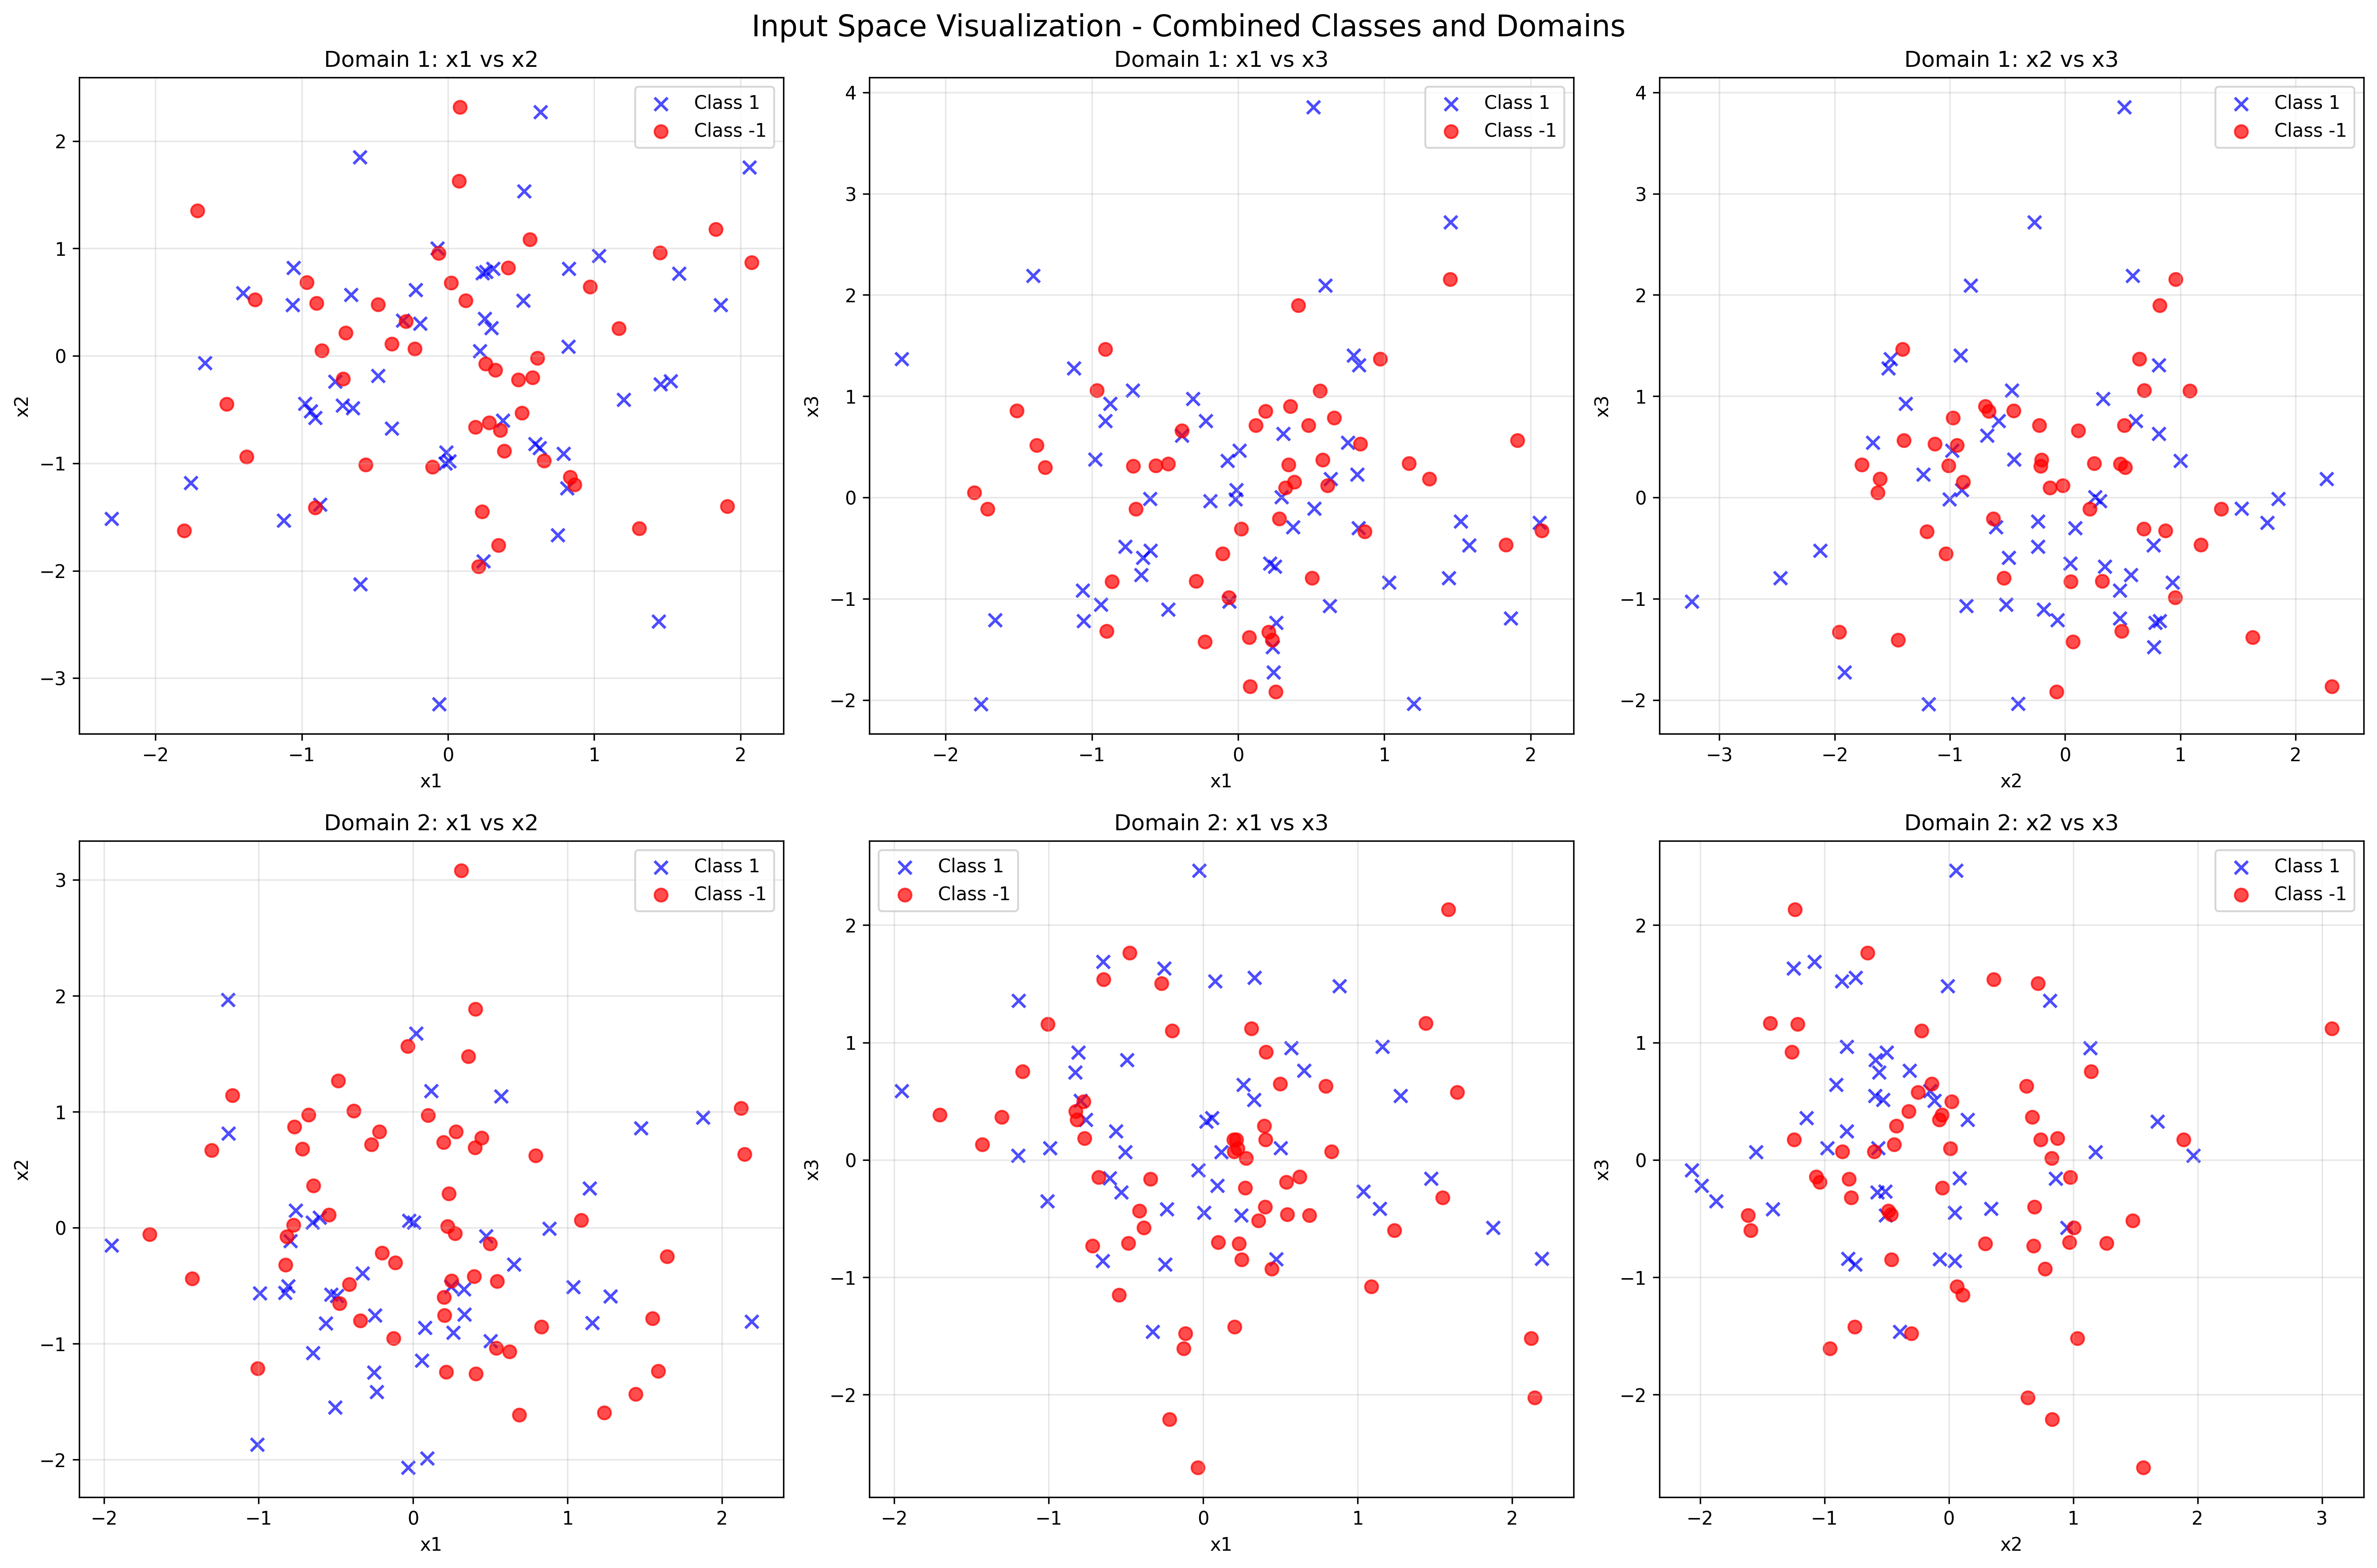 Input Space Visualization - Combined Classes and Domains
Domain 1: x1 vs x2
Class 1
Class -1
2
1
0
−1
−2
−3
x2
−2
−1
0
1
2
x1
Domain 1: x1 vs x3
Class 1
Class -1
4
3
2
1
0
−1
−2
x3
−2
−1
0
1
2
x1
Domain 1: x2 vs x3
Class 1
Class -1
4
3
2
1
0
−1
−2
x3
−3
−2
−1
0
1
2
x2
Domain 2: x1 vs x2
Class 1
Class -1
3
2
1
0
−1
−2
x2
−2
−1
0
1
2
x1
Domain 2: x1 vs x3
Class 1
Class -1
2
1
0
−1
−2
x3
−2
−1
0
1
2
x1
Domain 2: x2 vs x3
Class 1
Class -1
2
1
0
−1
−2
x3
−2
−1
0
1
2
3
x2